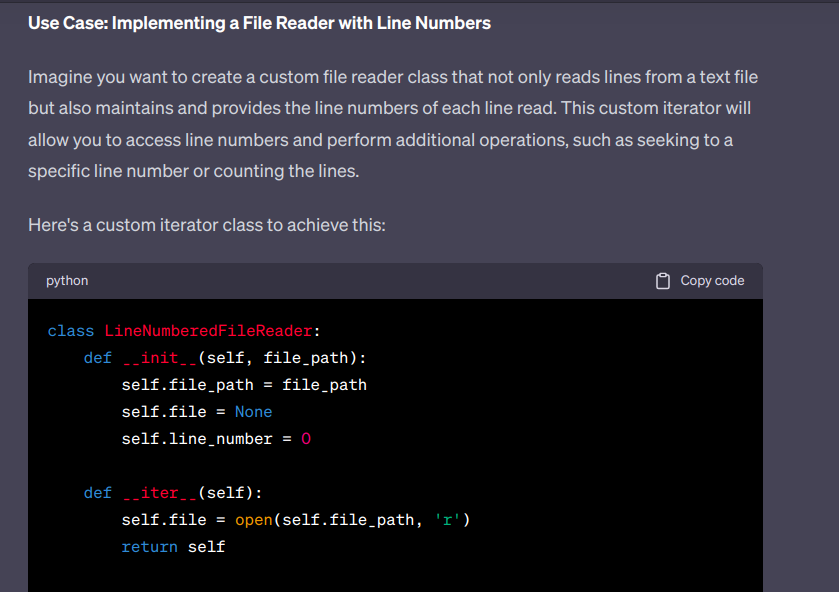 Use Case: Implementing a File Reader with Line Numbers
Imagine you want to create a custom file reader class that not only reads lines from a text file
but also maintains and provides the line numbers of each line read. This custom iterator will
allow you to access line numbers and perform additional operations, such as seeking to a
specific line number or counting the lines.
Here's a custom iterator class to achieve this:
python Copy code
class LineNumberedFileReader:
    def __init__(self, file_path):
        self.file_path = file_path
        self.file = None
        self.line_number = 0
    def __iter__(self):
        self.file = open(self.file_path, 'r')
        return self